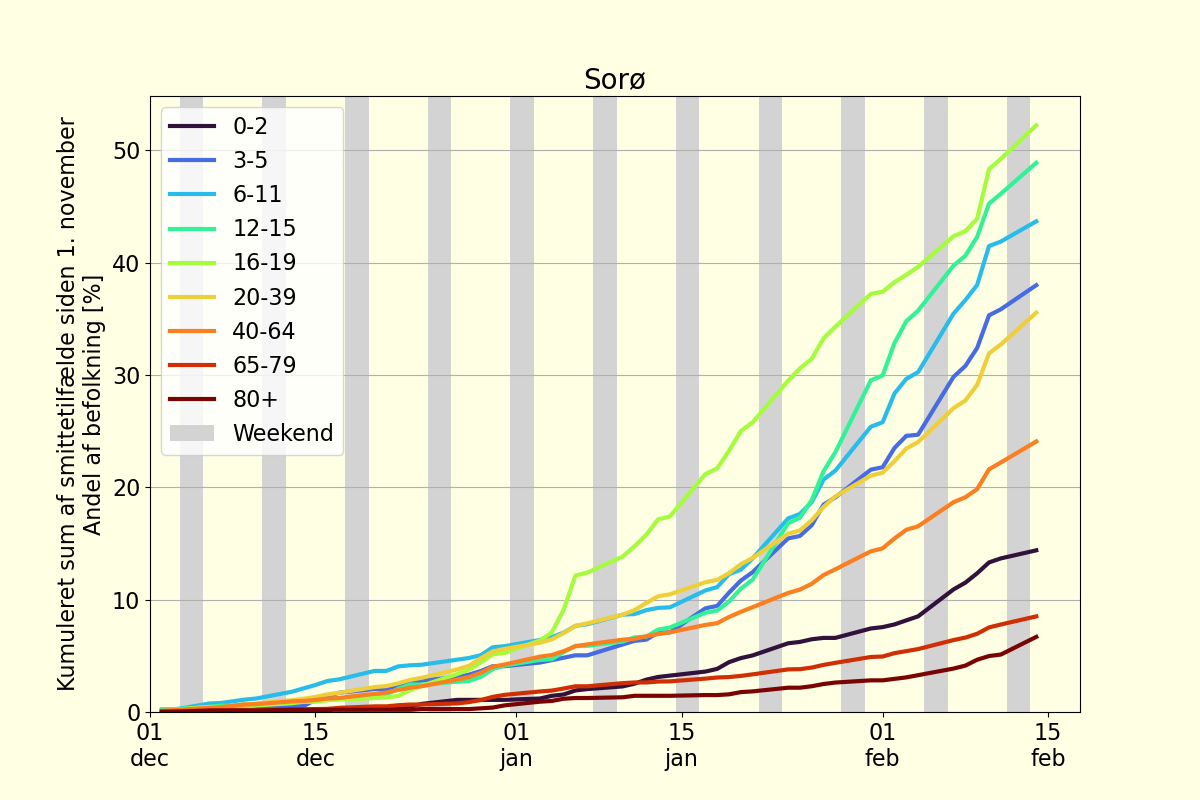 Sorø
Kumuleret sum af smittetilfælde siden 1. november
Andel af befolkning [%]
50
40
30
20
10
0
0-2
3-5
6-11
12-15
16-19
20-39
40-64
65-79
80+
Weekend
01 15 01 15 01 15
dec dec jan jan feb feb